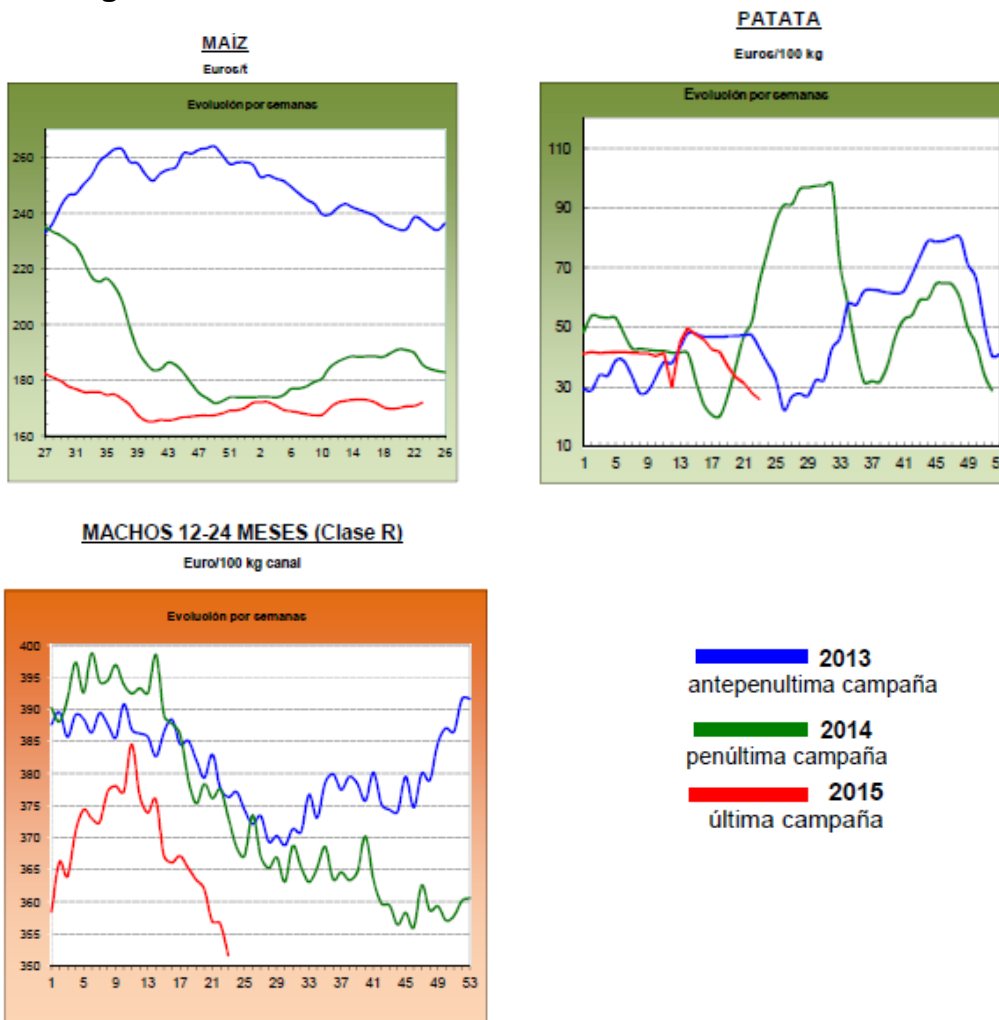 MAÍZ
Euros/t
Evolución por semanas
260
240
220
200
180
160
27 31 35 39 43 47 51 2 6 10 14 18 22 26
PATATA
Euros/100 kg
Evolución por semanas
110
90
70
50
30
10
1 5 9 13 17 21 25 29 33 37 41 45 49
MACHOS 12-24 MESES (Clase R)
Euro/100 kg canal
Evolución por semanas
400
395
390
385
380
375
370
365
360
355
350
1 5 9 13 17 21 25 29 33 37 41 45 49 53
2013
antepenultima campaña
2014
penúltima campaña
2015
última campaña